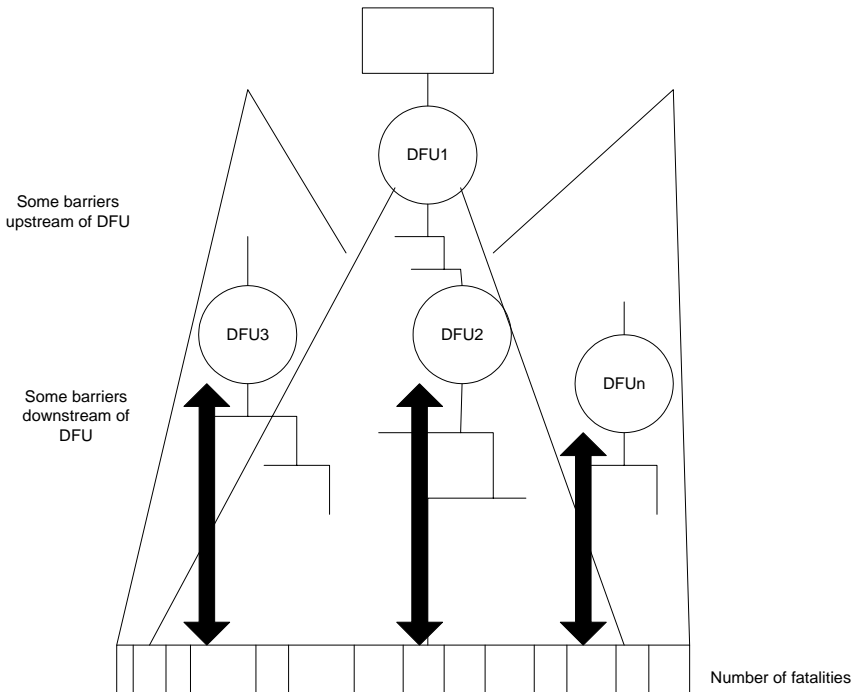 DFU1
Some barriers
upstream of DFU
DFU3
DFU2
DFUn
Some barriers
downstream of
DFU
Number of fatalities